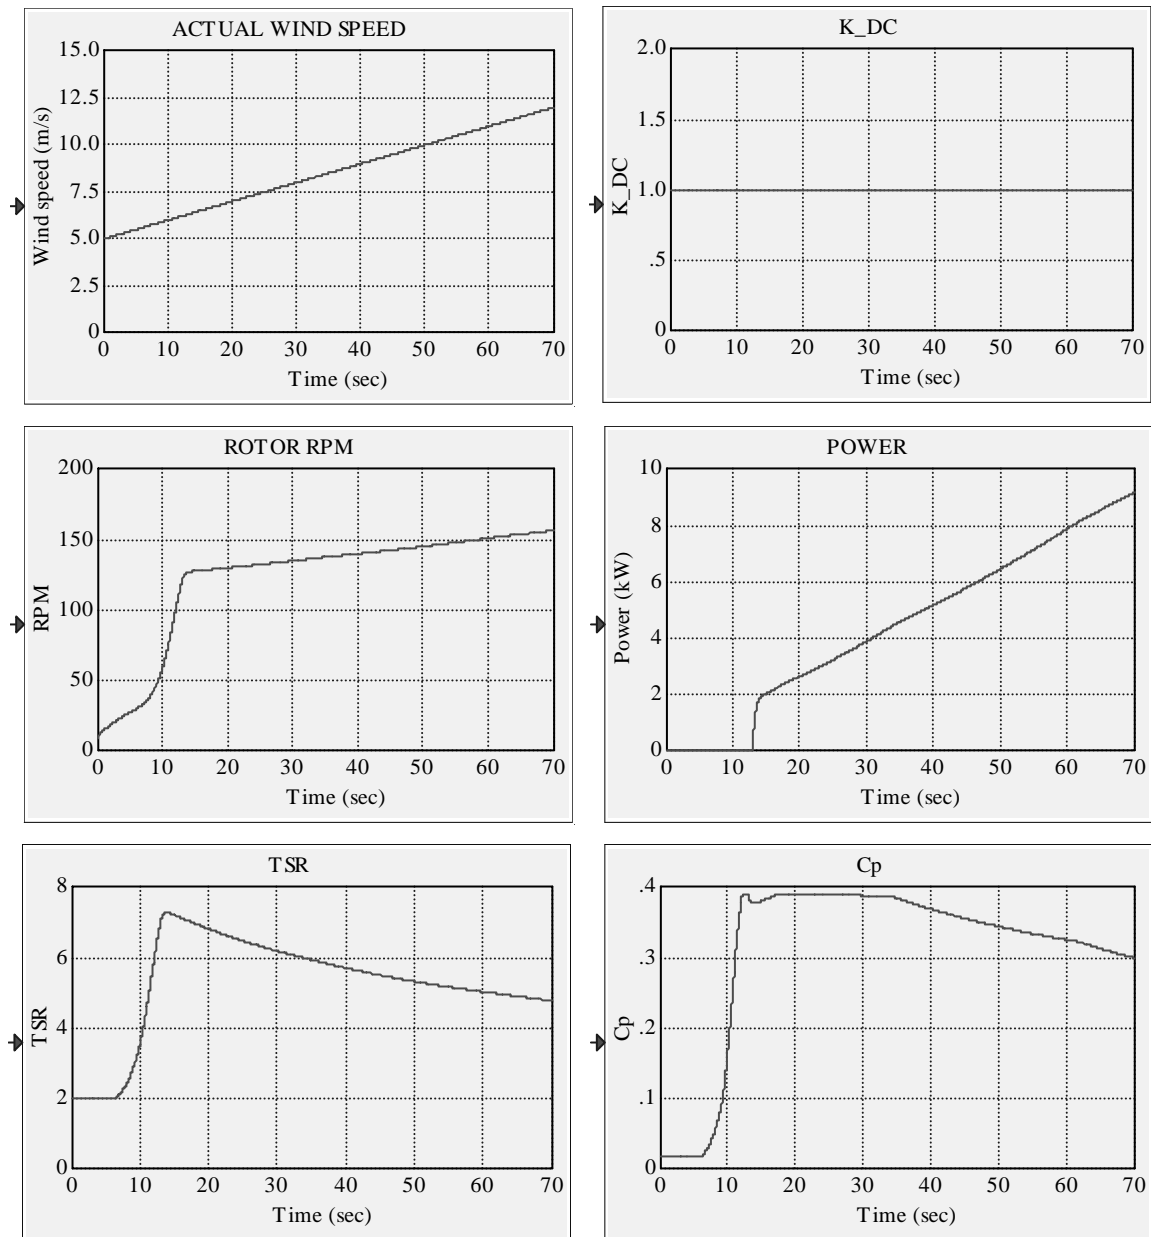 ACTUAL WIND SPEED
Wind speed (m/s)
15.0
12.5
10.0
7.5
5.0
2.5
0
0 10 20 30 40 50 60 70
Time (sec)
K_DC
K_DC
2.0
1.5
1.0
.5
0
0 10 20 30 40 50 60 70
Time (sec)
ROTOR RPM
RPM
200
150
100
50
0
0 10 20 30 40 50 60 70
Time (sec)
POWER
Power (kW)
10
8
6
4
2
0
0 10 20 30 40 50 60 70
Time (sec)
TSR
TSR
8
6
4
2
0
0 10 20 30 40 50 60 70
Time (sec)
Cp
Cp
.4
.3
.2
.1
0
0 10 20 30 40 50 60 70
Time (sec)